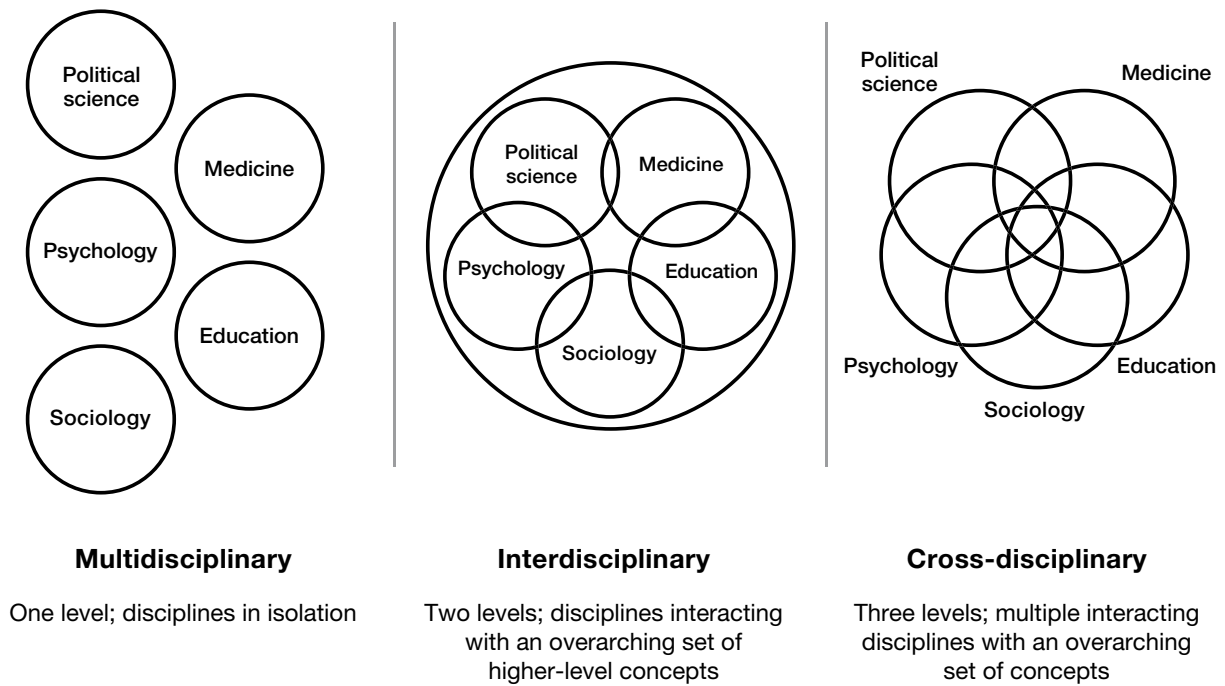 Political
science
Medicine
Psychology
Education
Sociology
Political
science
Medicine
Psychology
Education
Sociology
Political
science
Medicine
Psychology
Education
Sociology
Multidisciplinary
One level; disciplines in isolation
Interdisciplinary
Two levels; disciplines interacting
with an overarching set of
higher-level concepts
Cross-disciplinary
Three levels; multiple interacting
disciplines with an overarching
set of concepts